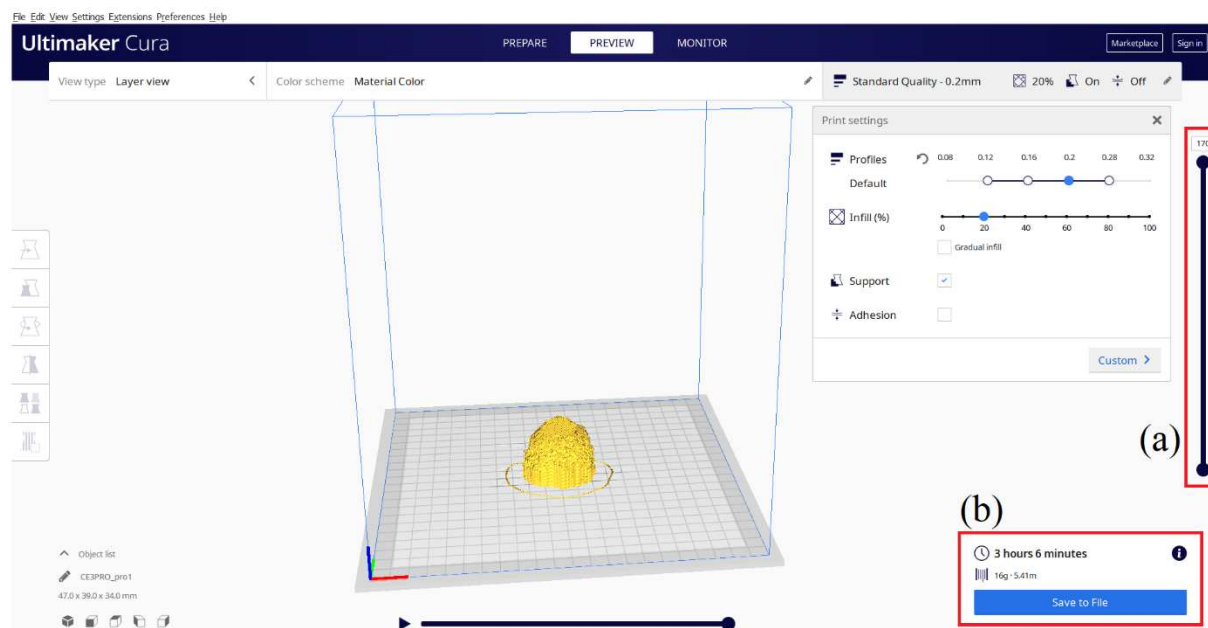 File Edit View Settings Extensions Preferences Help
Ultimaker Cura
PREPARE PREVIEW MONITOR
Marketplace Sign in
View type Layer view
Color scheme Material Color
Standard Quality - 0.2mm 20% On Off
Print settings
170
Profiles 0.08 0.12 0.16 0.2 0.28 0.32
Default
Infill (%)
0 20 40 60 80 100
Gradual infill
Support
Adhesion
Custom
(a)
(b)
3 hours 6 minutes
16g · 5.41m
Save to File
Object list
CE3PRO_pro1
47.0 x 39.0 x 34.0 mm